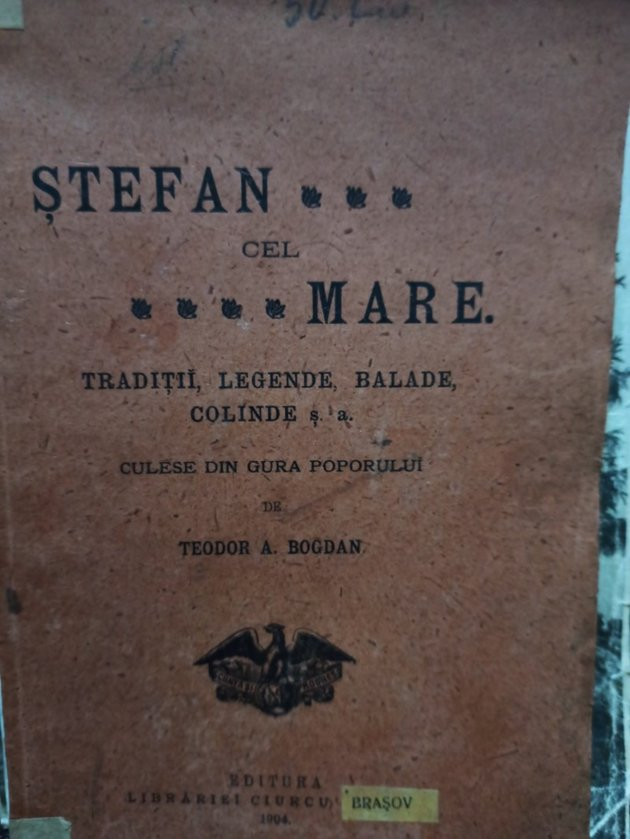 ȘTEFAN
CEL
MARE.
TRADIȚIĬ, LEGENDE, BALADE,
COLINDE ș. a.
CULESE DIN GURA POPORULUĬ
DE
TEODOR A. BOGDAN.
EDITURA
LIBRĂRIEI CIURCU, BRAȘOV
1904.